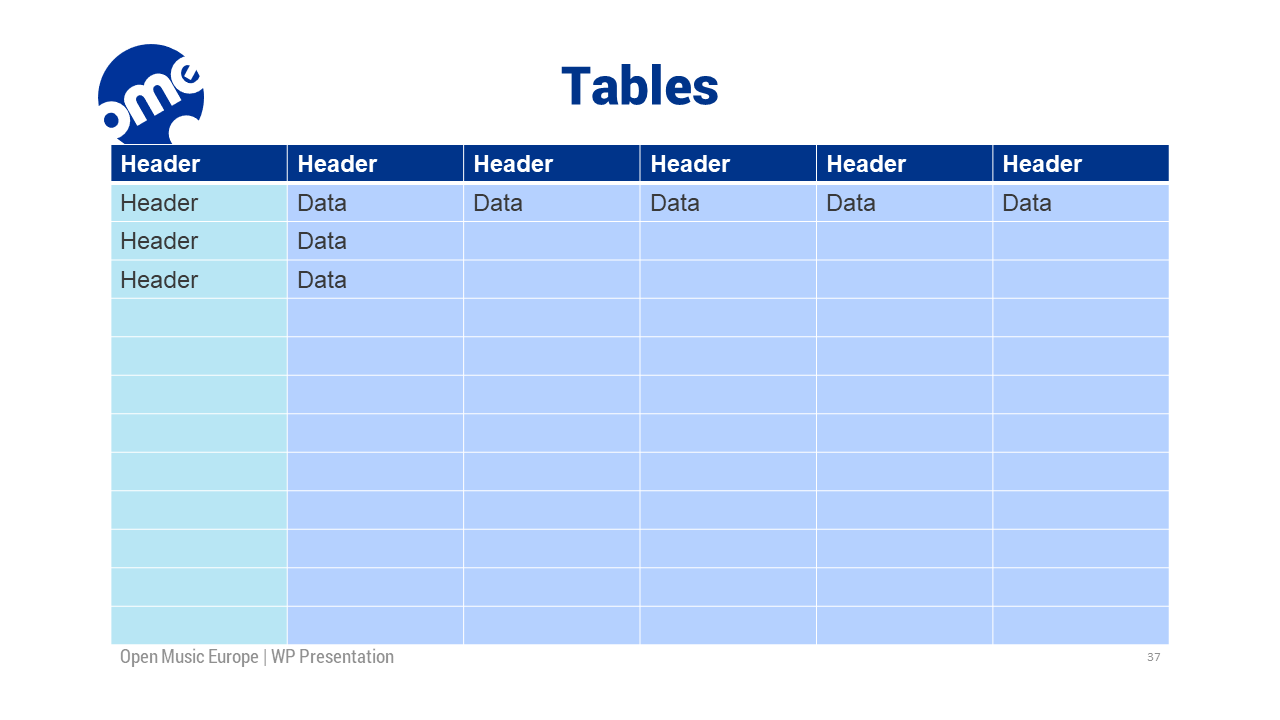 ome
Tables
Header Header Header Header Header Header
Header Data Data Data Data Data
Header Data
Header Data
Open Music Europe | WP Presentation
37